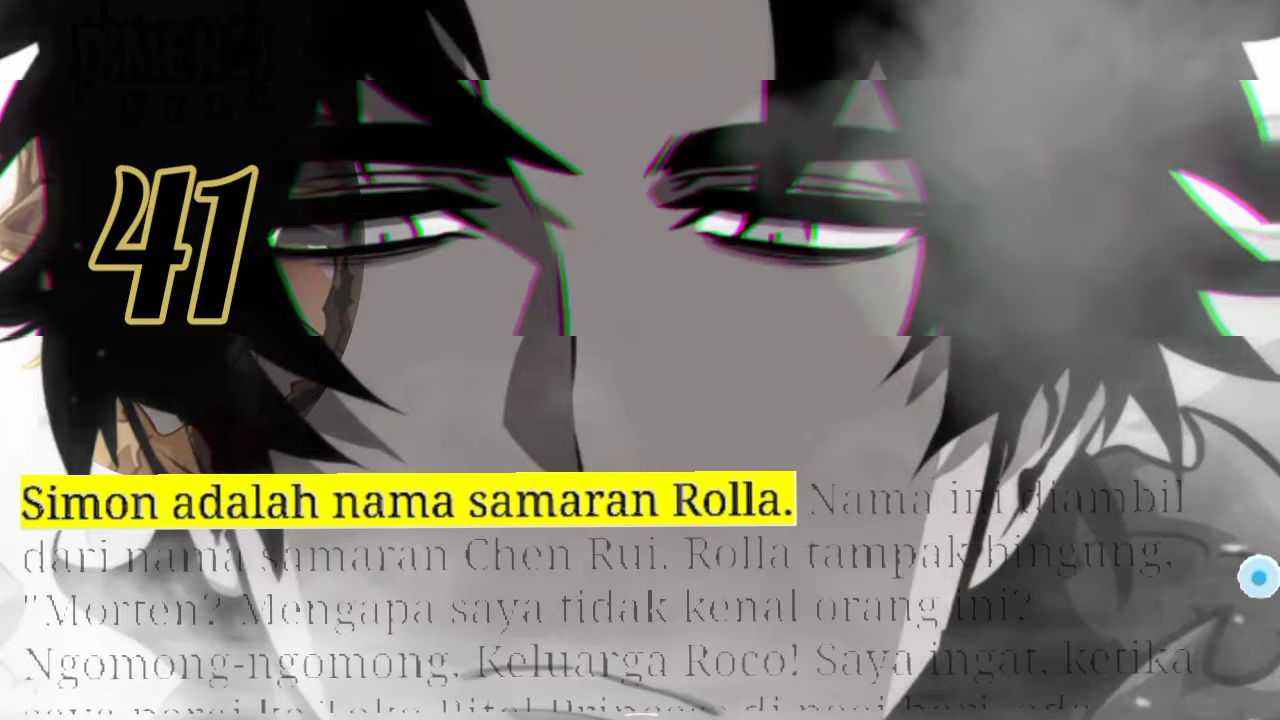 41
Simon adalah nama samaran Rolla. Nama ini diambil
dari nama samaran Chen Rui. Rolla tampak bingung,
"Morten? Mengapa saya tidak kenal orang ini?
Ngomong-ngomong, Keluarga Roco! Saya ingat, ketika